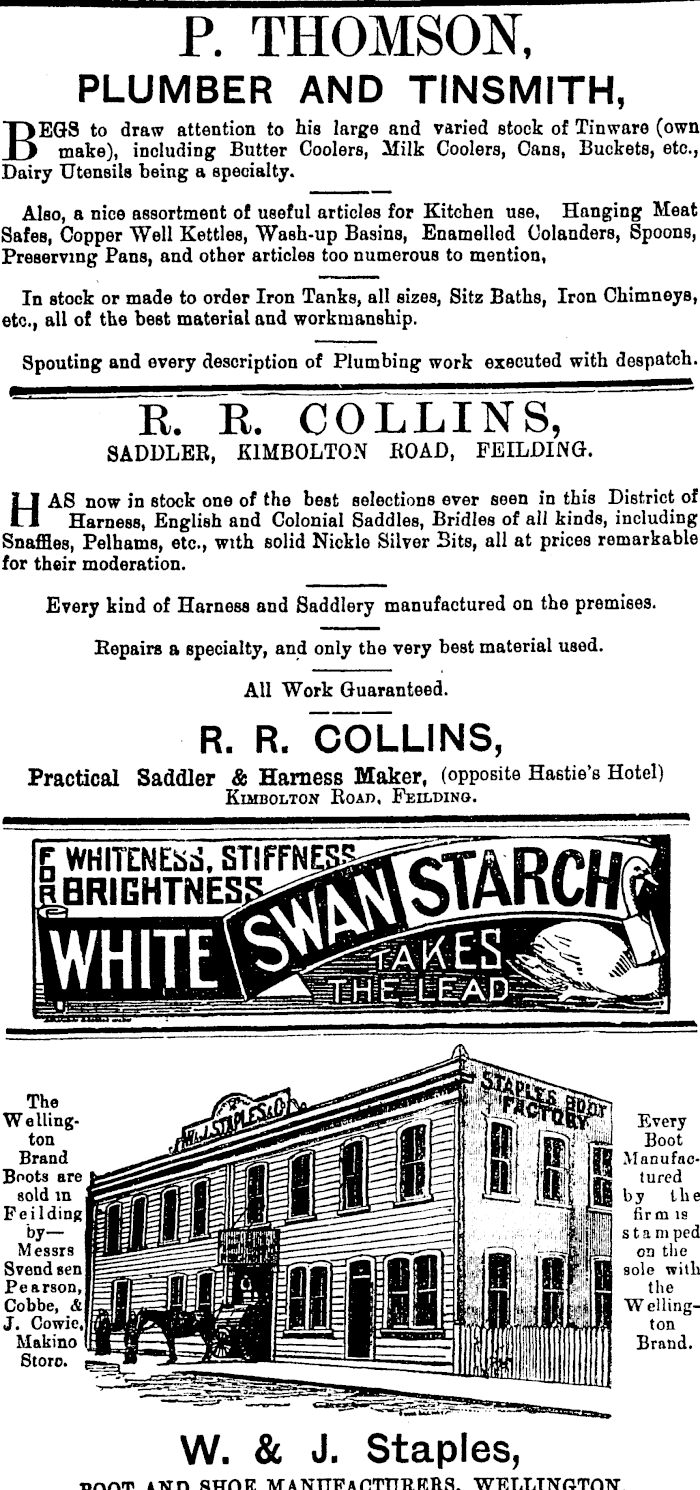 P. THOMSON,
PLUMBER AND TINSMITH,
BEGS to draw attention to his large and varied stock of Tinware (own
make), including Butter Coolers, Milk Coolers, Cans, Buckets, etc.,
Dairy Utensils being a specialty.
Also, a nice assortment of useful articles for Kitchen use, Hanging Meat
Safes, Copper Well Kettles, Wash-up Basins, Enamelled Colanders, Spoons,
Preserving Pans, and other articles too numerous to mention,
In stock or made to order Iron Tanks, all sizes, Sitz Baths, Iron Chimneys,
etc., all of the best material and workmanship.
Spouting and every description of Plumbing work executed with despatch.
R. R. COLLINS,
SADDLER, KIMBOLTON ROAD, FEILDING.
HAS now in stock one of the best selections ever seen in this District of
Harness, English and Colonial Saddles, Bridles of all kinds, including
Snaffles, Pelhams, etc., with solid Nickle Silver Bits, all at prices remarkable
for their moderation.
Every kind of Harness and Saddlery manufactured on the premises.
Repairs a specialty, and only the very best material used.
All Work Guaranteed.
R. R. COLLINS,
Practical Saddler & Harness Maker, (opposite Hastie's Hotel)
KIMBOLTON ROAD, FEILDING.
FOR WHITENESS, STIFFNESS
BRIGHTNESS
WHITE SWAN STARCH
TAKES
THE LEAD
W. J. STAPLES & Co
STAPLES BOOT
FACTORY
The
Welling-
ton
Brand
Boots are
sold in
Feilding
by—
Messrs
Svendsen
Pearson,
Cobbe, &
J. Cowie,
Makino
Store.
Every
Boot
Manufac-
tured
by the
firm is
stamped
on the
sole with
the
Welling-
ton
Brand.
W. & J. Staples,
BOOT AND SHOE MANUFACTURERS, WELLINGTON.